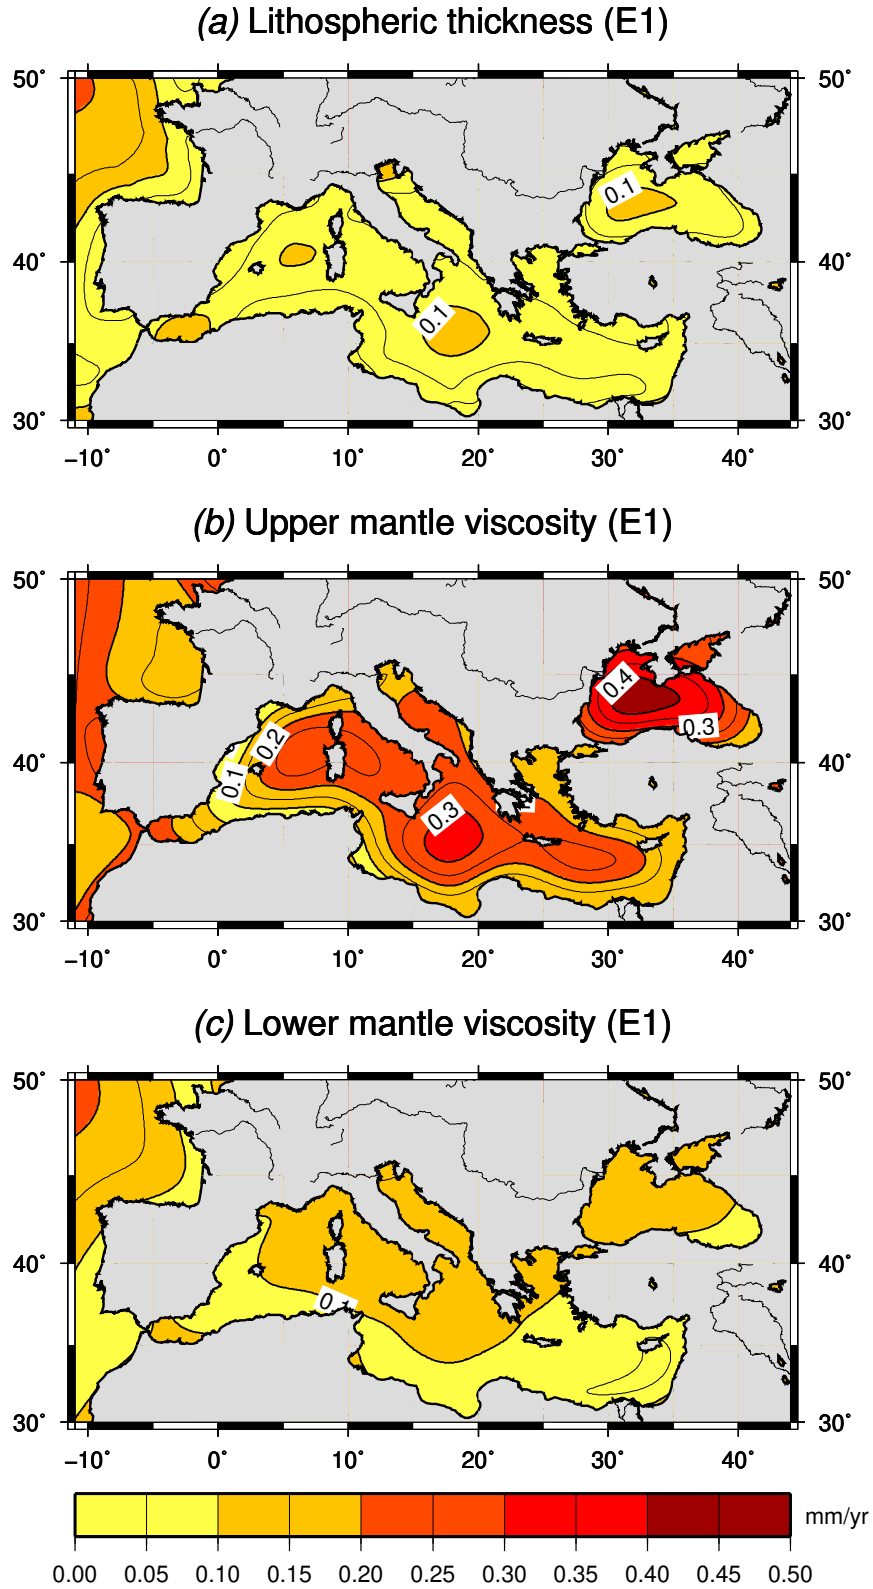 (a) Lithospheric thickness (E1)
50° 50°
0.1
40° 40°
0.1
30° 30°
−10° 0° 10° 20° 30° 40°
(b) Upper mantle viscosity (E1)
50° 50°
0.4
0.3
0.2
40° 40°
0.1
0.3
30° 30°
−10° 0° 10° 20° 30° 40°
(c) Lower mantle viscosity (E1)
50° 50°
40° 40°
0.1
30° 30°
−10° 0° 10° 20° 30° 40°
mm/yr
0.00 0.05 0.10 0.15 0.20 0.25 0.30 0.35 0.40 0.45 0.50